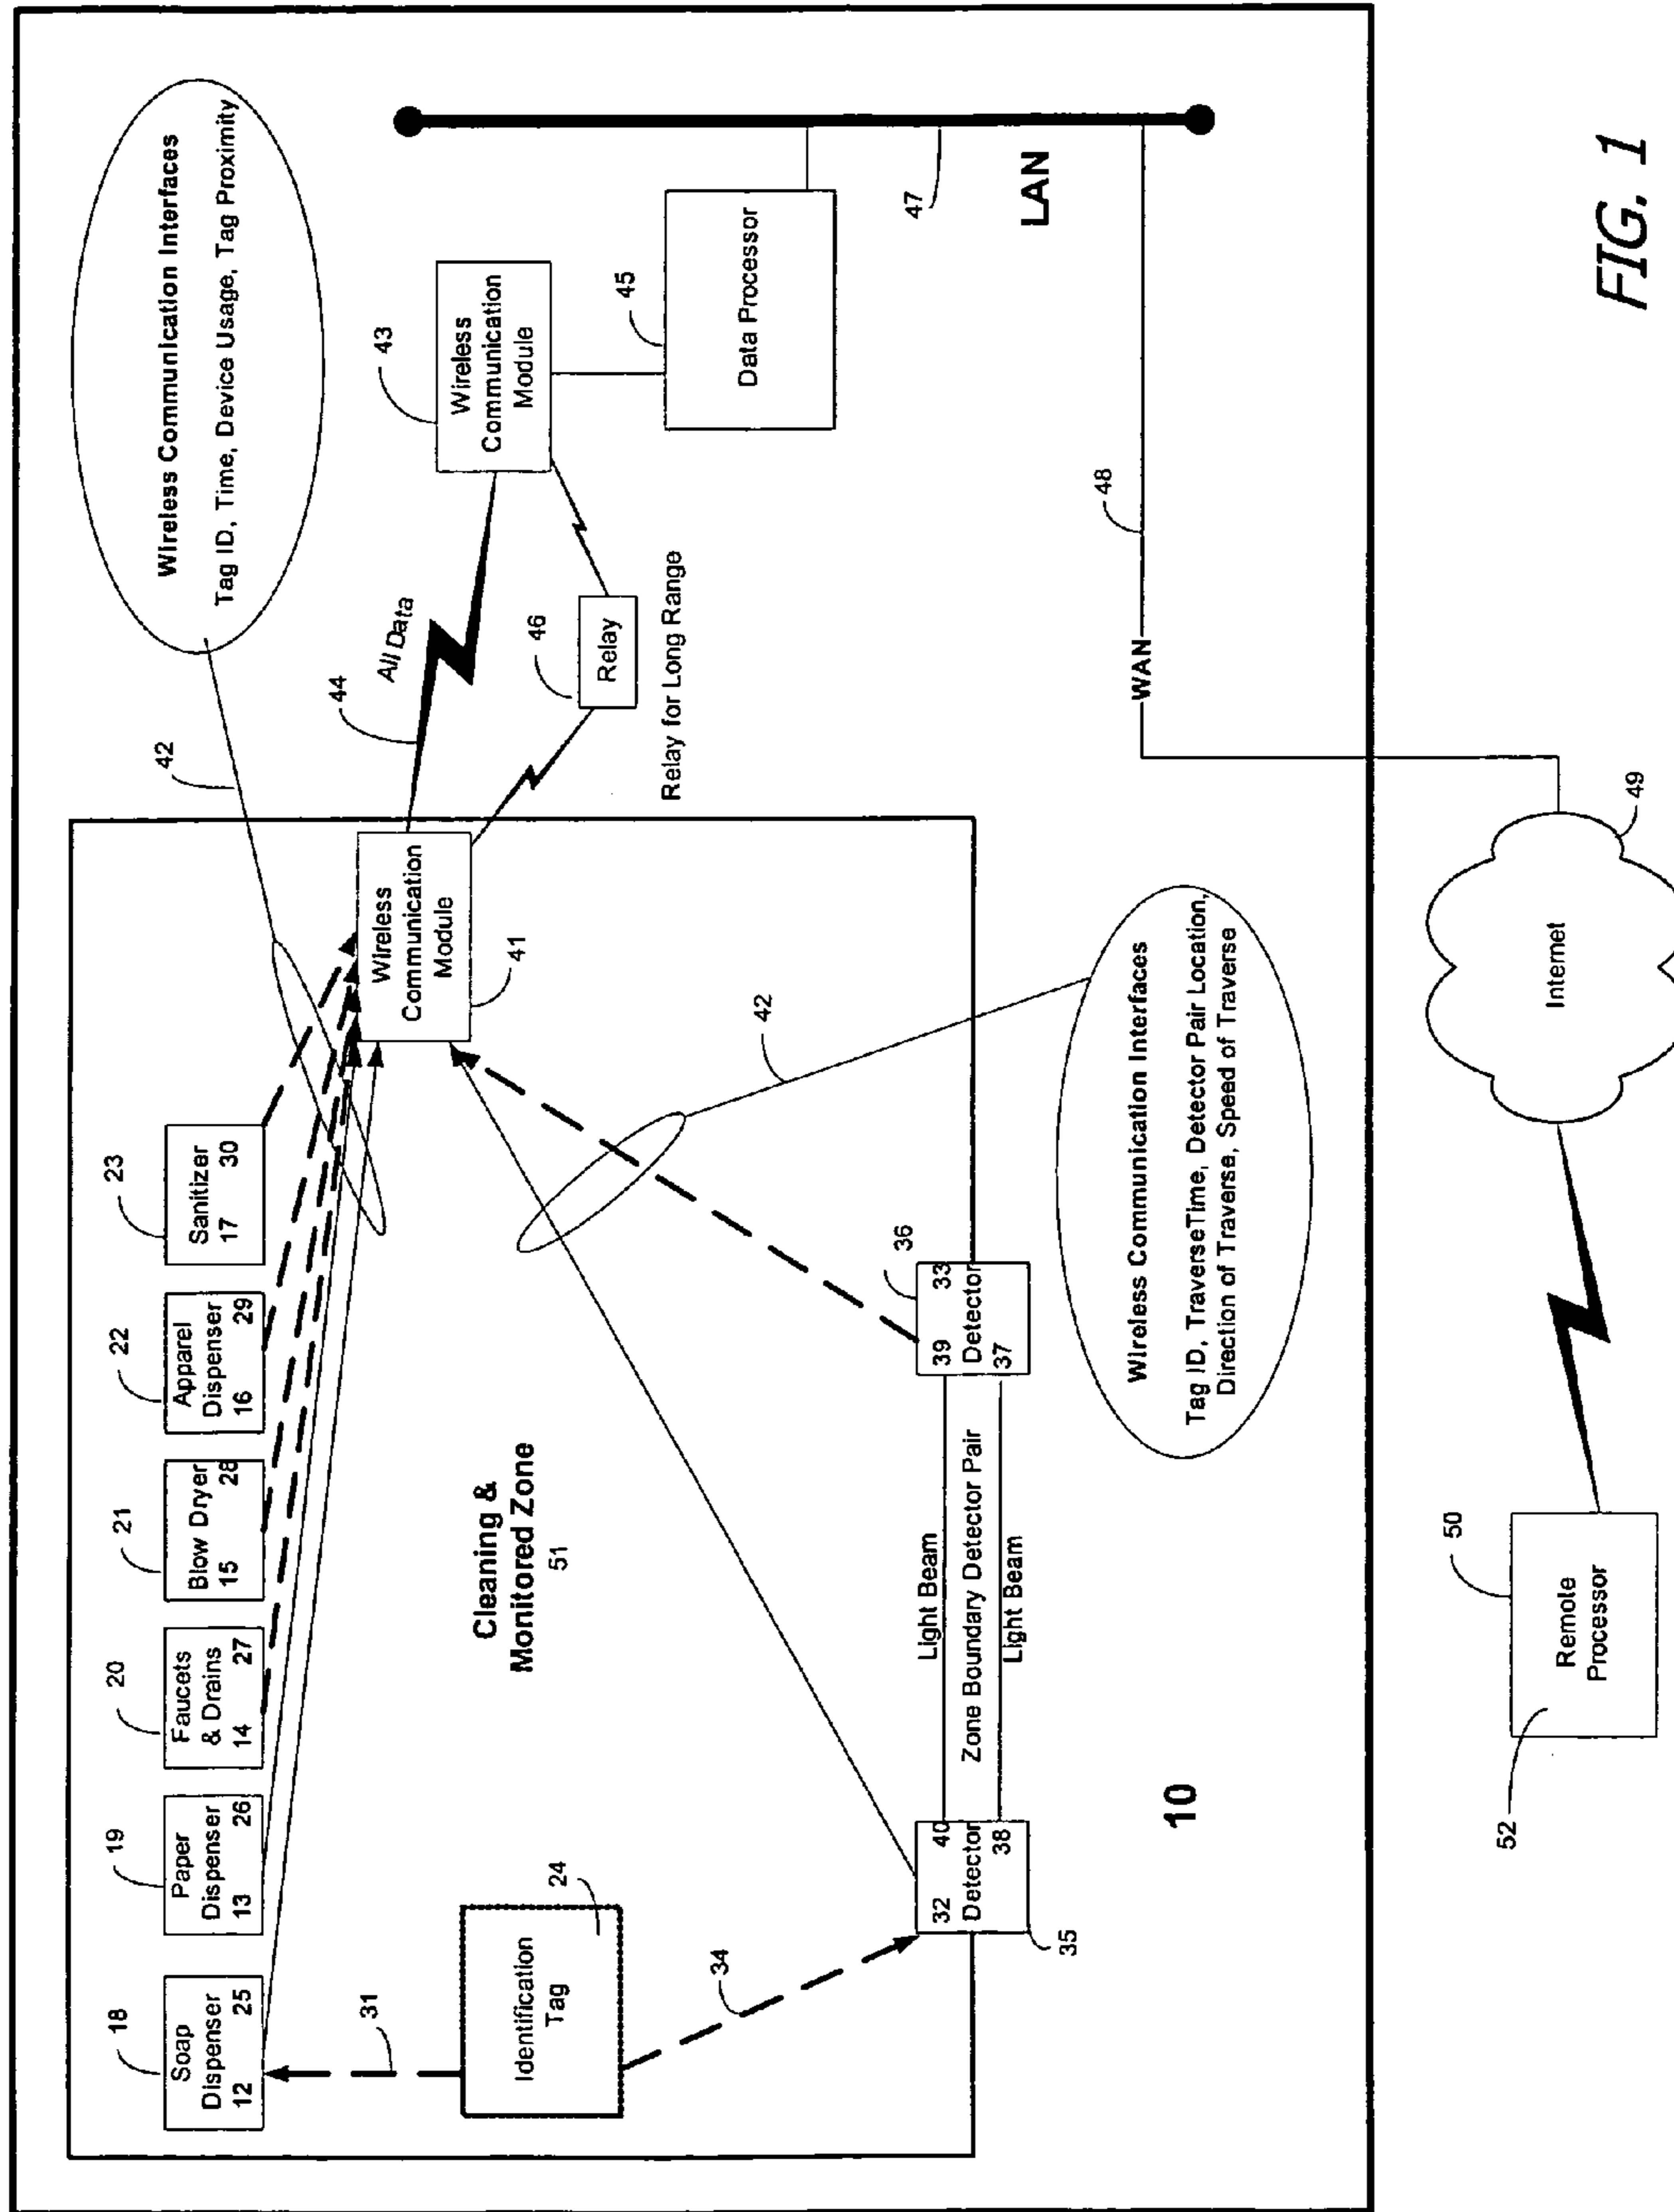 18
Soap
Dispenser
12 25
19
Paper
Dispenser
13 26
20
Faucets
& Drains
14 27
21
Blow Dryer
15 28
22
Apparel
Dispenser
16 29
23
Sanitizer
17 30
42
Wireless Communication Interfaces
Tag ID, Time, Device Usage, Tag Proximity
31
Identification
Tag
24
34
Cleaning &
Monitored Zone
51
Wireless
Communication
Module
41
44
All Data
46
Relay
Relay for Long Range
43
Wireless
Communication
Module
45
Data Processor
47
LAN
42
32 40
Detector
38
35
Light Beam
Zone Boundary Detector Pair
Light Beam
36
39 33
Detector
37
Wireless Communication Interfaces
Tag ID, TraverseTime, Detector Pair Location,
Direction of Traverse, Speed of Traverse
48
WAN
10
52
Remote
Processor
50
Internet
49
FIG. 1